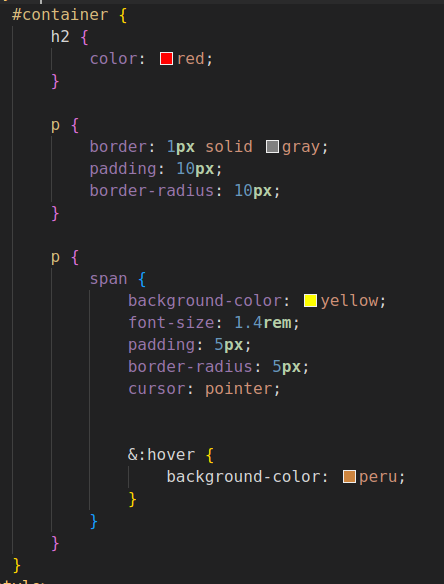 #container {
    h2 {
        color: red;
    }

    p {
        border: 1px solid gray;
        padding: 10px;
        border-radius: 10px;
    }

    p {
        span {
            background-color: yellow;
            font-size: 1.4rem;
            padding: 5px;
            border-radius: 5px;
            cursor: pointer;


            &:hover {
                background-color: peru;
            }
        }
    }
}